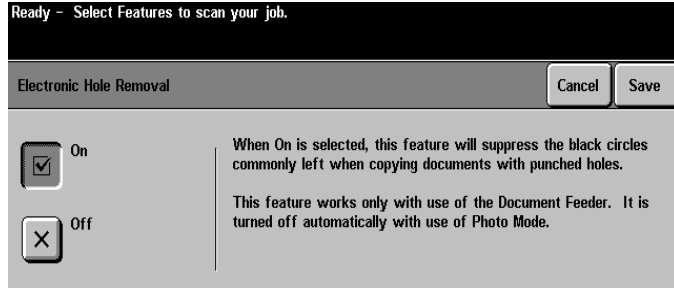 Ready - Select Features to scan your job.
Electronic Hole Removal
Cancel
Save
On
Off
When On is selected, this feature will suppress the black circles
commonly left when copying documents with punched holes.
This feature works only with use of the Document Feeder. It is
turned off automatically with use of Photo Mode.